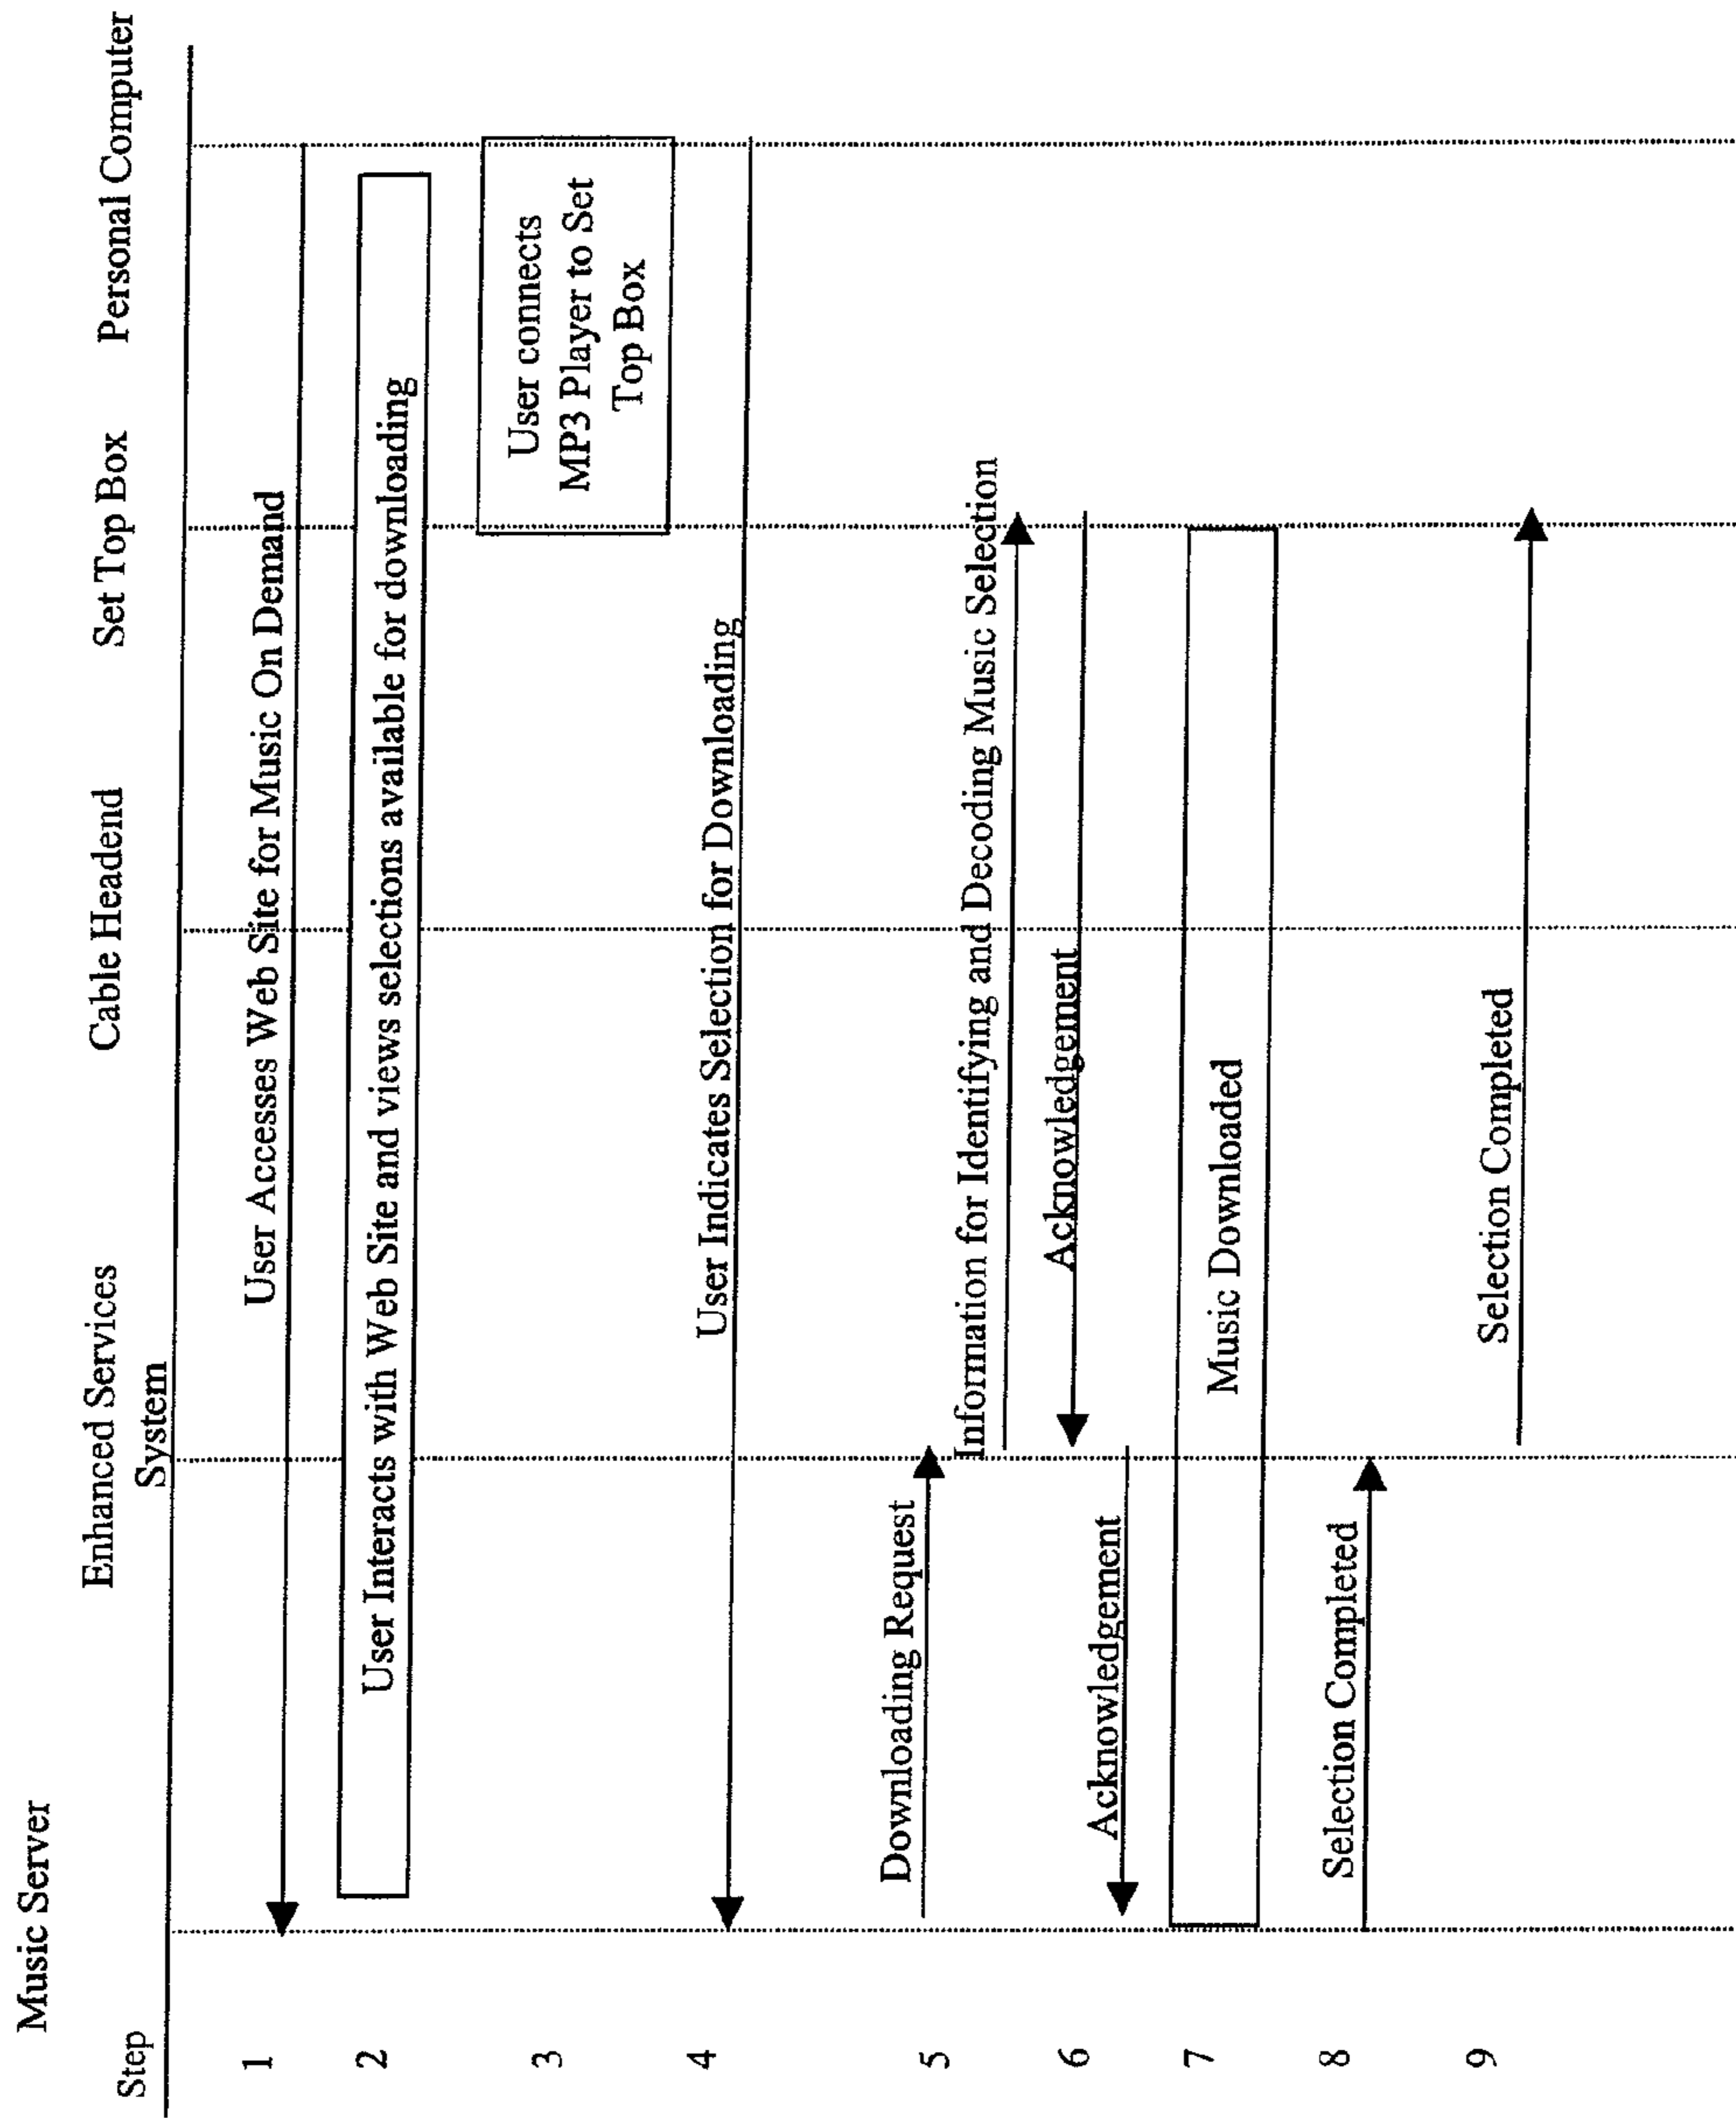 Music Server
Enhanced Services
System
Cable Headend
Set Top Box
Personal Computer
Step
1
User Accesses Web Site for Music On Demand
2
User Interacts with Web Site and views selections available for downloading
3
User connects
MP3 Player to Set
Top Box
4
User Indicates Selection for Downloading
5
Downloading Request
Information for Identifying and Decoding Music Selection
6
Acknowledgement
Acknowledgement
7
Music Downloaded
8
Selection Completed
9
Selection Completed